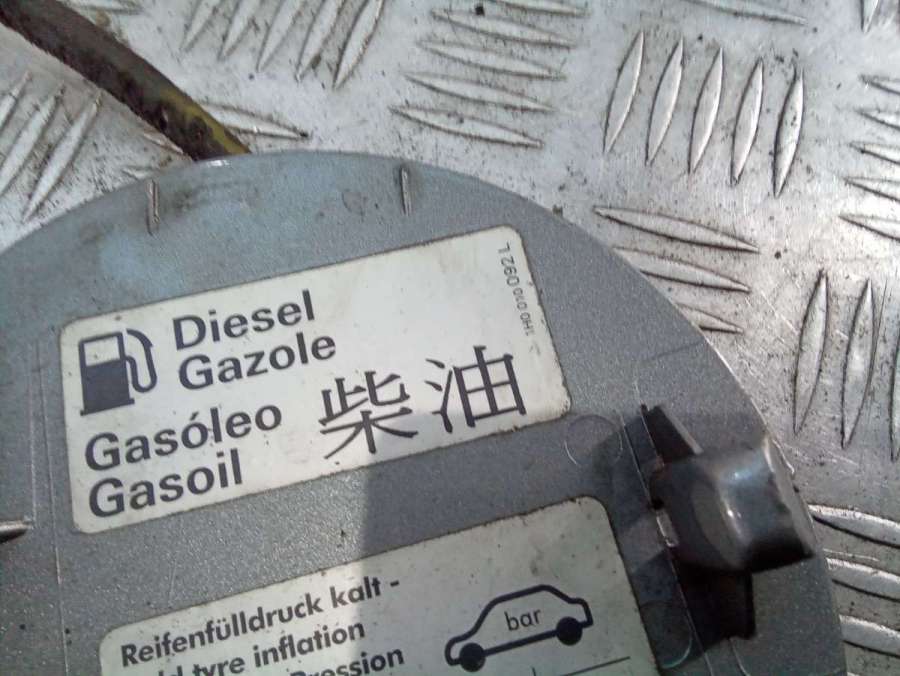 1H0 010 092 L
Diesel
Gazole
Gasóleo
Gasoil
柴油
Reifenfülldruck kalt -
tyre inflation
bar